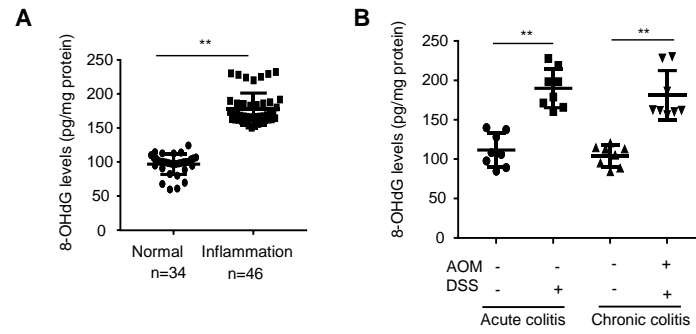 A
**
8-OHdG levels (pg/mg protein)
250
200
150
100
50
0
Normal
Inflammation
n=34
n=46
B
**
**
8-OHdG levels (pg/mg protein)
250
200
150
100
50
0
AOM - - - +
DSS - + - +
Acute colitis
Chronic colitis